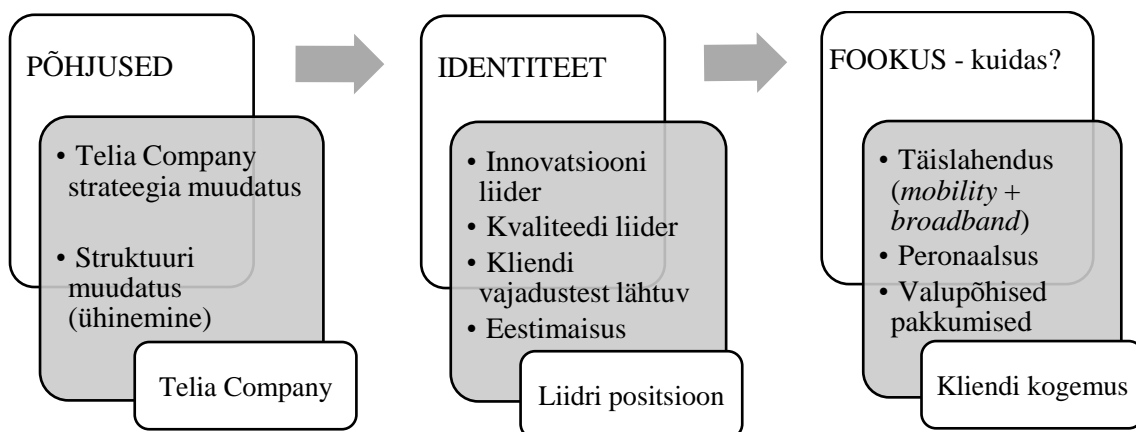 PÕHJUSED
• Telia Company
strateegia muudatus
• Struktuuri
muudatus
(ühinemine)
Telia Company
IDENTITEET
• Innovatsiooni
liider
• Kvaliteedi liider
• Kliendi
vajadustest lähtuv
• Eestimaisus
Liidri positsioon
FOOKUS - kuidas?
• Täislahendus
(mobility +
broadband)
• Peronaalsus
• Valupõhised
pakkumised
Kliendi kogemus